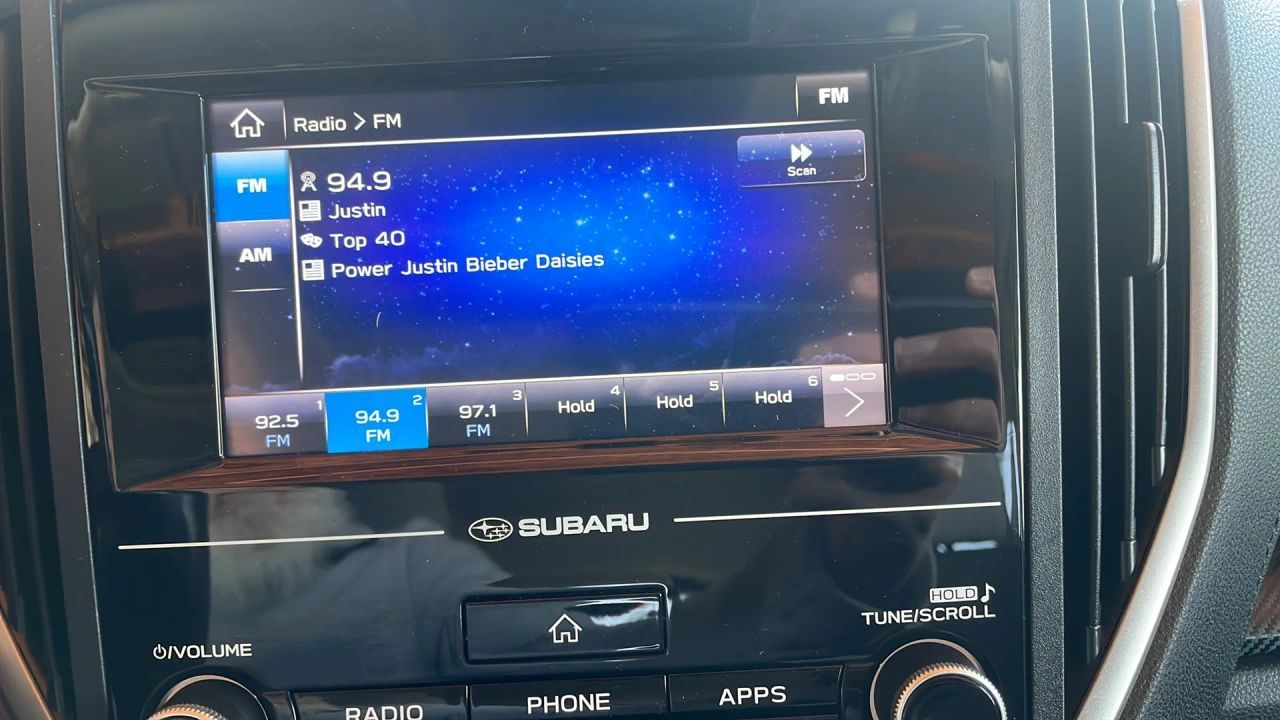 Radio > FM
FM
FM
94.9
Scan
Justin
AM
Top 40
Power Justin Bieber Daisies
1
92.5
FM
2
94.9
FM
3
97.1
FM
4
Hold
5
Hold
6
Hold
SUBARU
HOLD
TUNE/SCROLL
/VOLUME
RADIO
PHONE
APPS